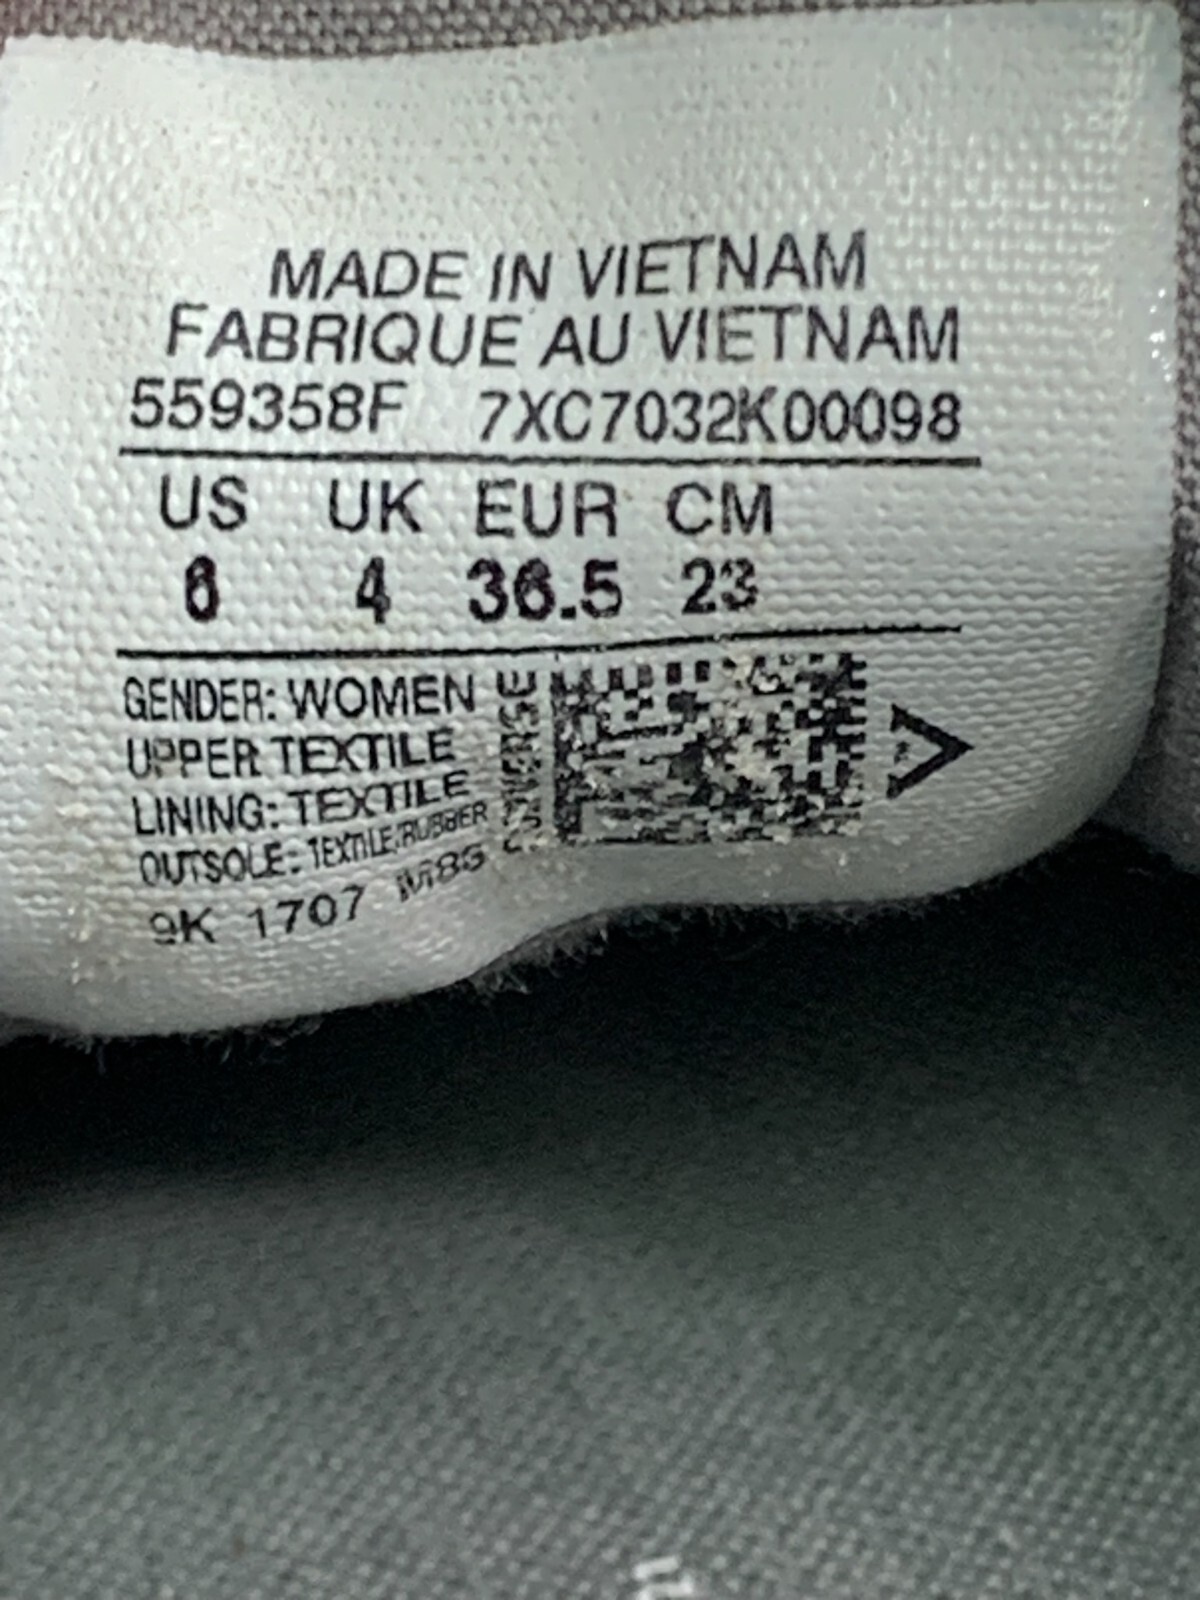 MADE IN VIETNAM
FABRIQUE AU VIETNAM
559358F 7XC7032K00098
US UK EUR CM
6 4 36.5 23
GENDER: WOMEN
UPPER TEXTILE
LINING: TEXTILE
OUTSOLE: TEXTILE/RUBBER
9K 1707
CONVERSE